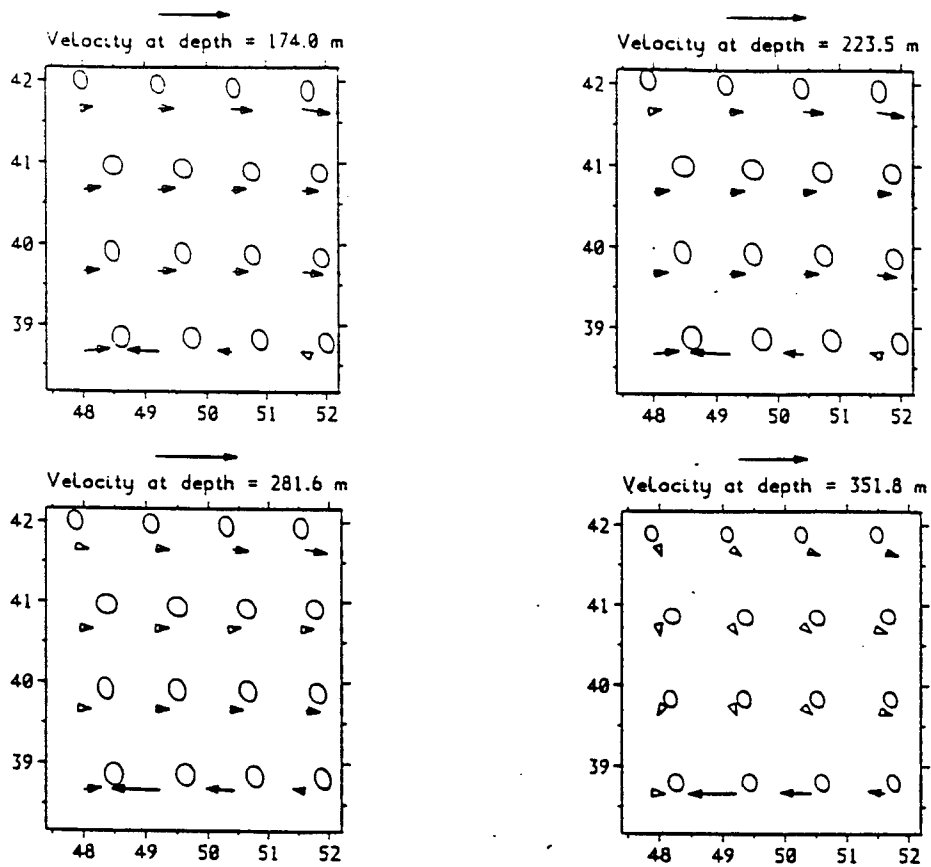 Velocity at depth = 174.0 m
42
41
40
39
48 49 50 51 52
Velocity at depth = 223.5 m
42
41
40
39
48 49 50 51 52
Velocity at depth = 281.6 m
42
41
40
39
48 49 50 51 52
Velocity at depth = 351.8 m
42
41
40
39
48 49 50 51 52